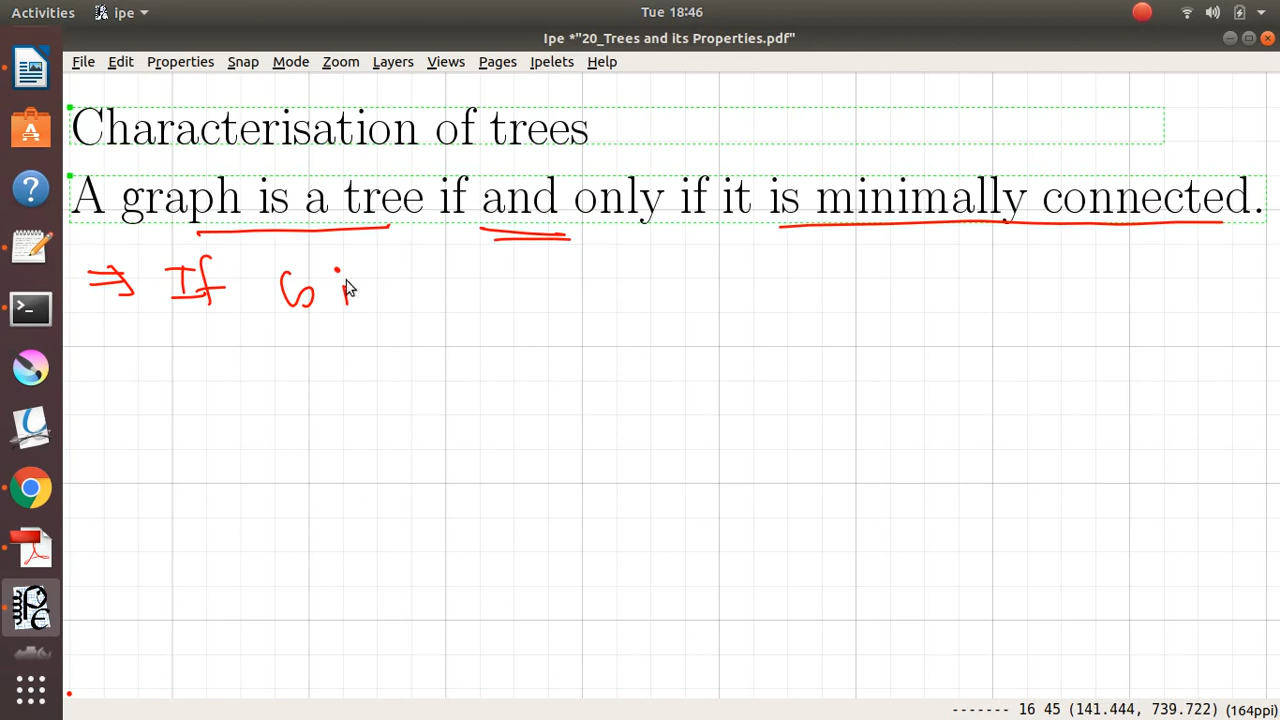 Activities ipe Tue 18:46
Ipe *"20_Trees and its Properties.pdf"
File Edit Properties Snap Mode Zoom Layers Views Pages Ipelets Help
Characterisation of trees
A graph is a tree if and only if it is minimally connected.
⇒ If G i
------- 16 45 (141.444, 739.722) (164ppi)